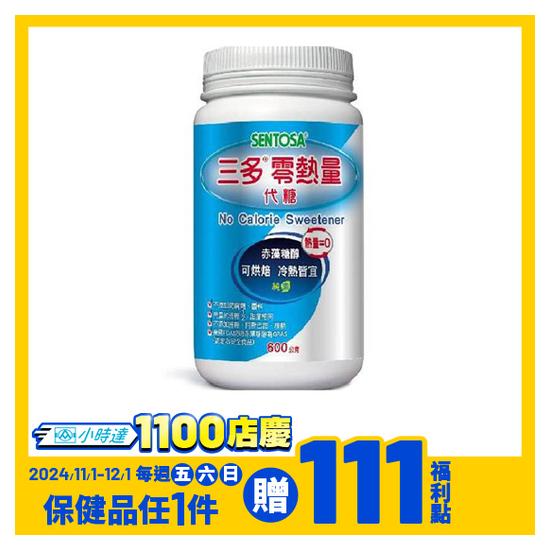 SENTOSA®
三多®零熱量
代糖
No Calorie Sweetener
熱量=0
赤藻糖醇
可烘焙 冷熱皆宜
純素
600公克
小時達
1100店慶
2024/11/1-12/1 每週五六日
保健品任1件
贈
111
福利點